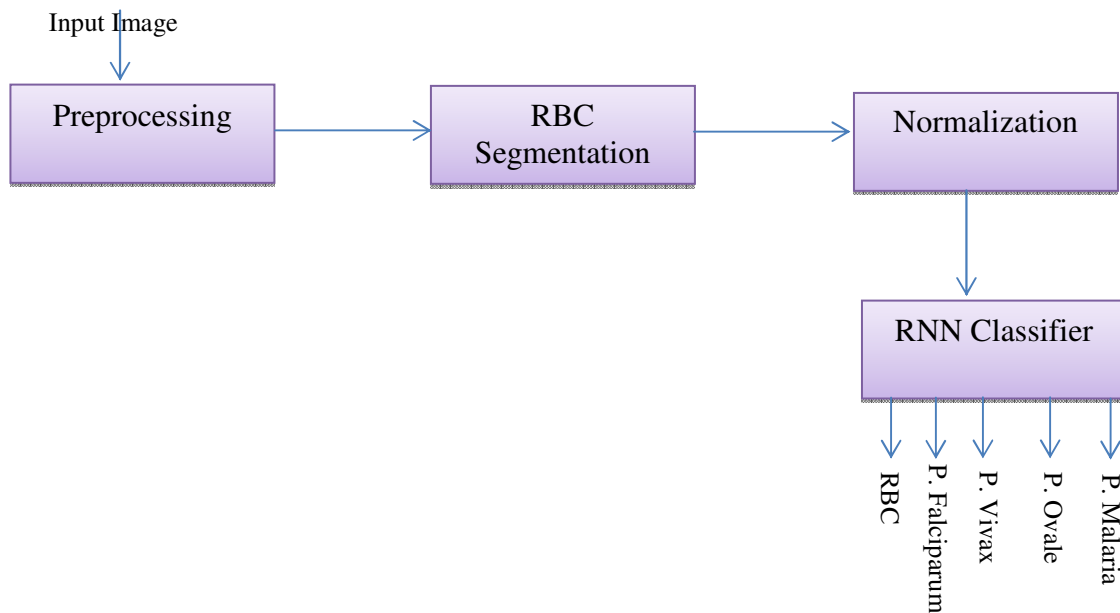 Input Image
Preprocessing
RBC
Segmentation
Normalization
RNN Classifier
RBC
P. Falciparum
P. Vivax
P. Ovale
P. Malaria